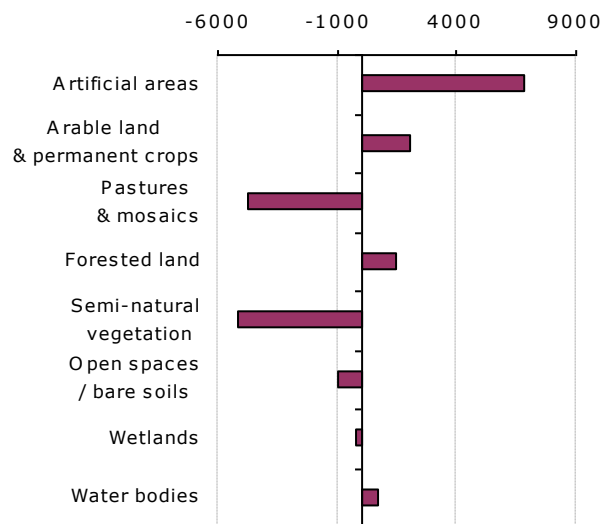 -6000 -1000 4000 9000
Artificial areas
Arable land
& permanent crops
Pastures
& mosaics
Forested land
Semi-natural
vegetation
Open spaces
/ bare soils
Wetlands
Water bodies